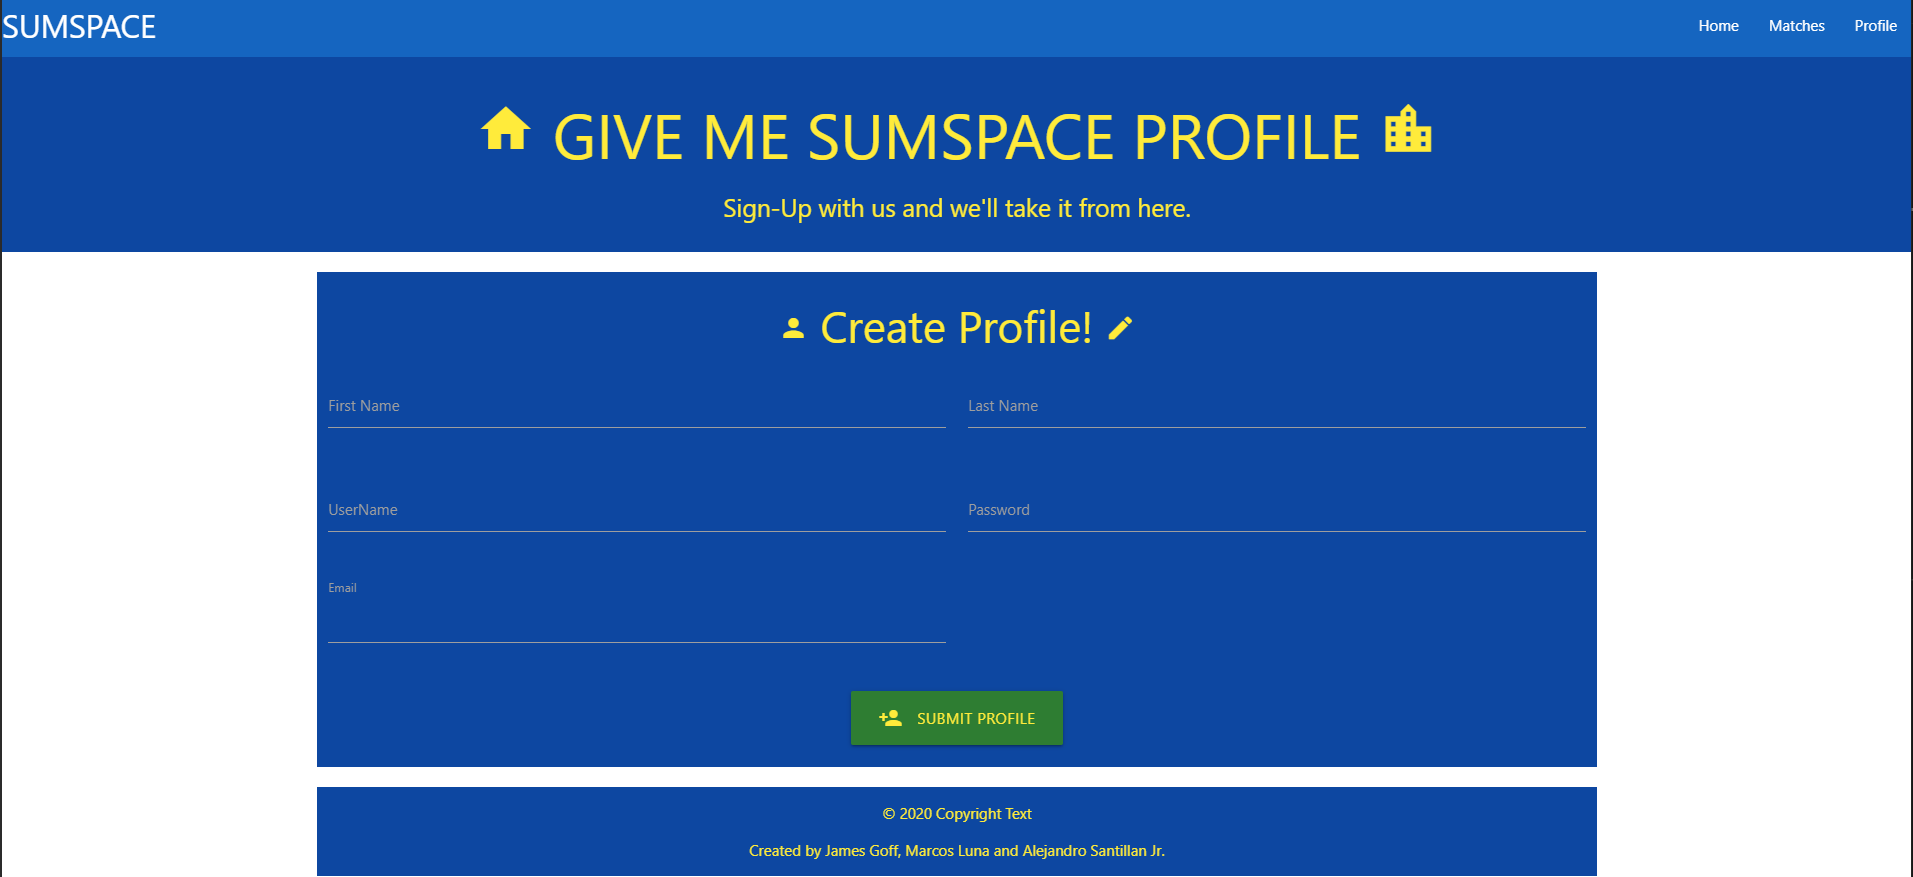 SUMSPACE
Home Matches Profile
GIVE ME SUMSPACE PROFILE
Sign-Up with us and we'll take it from here.
Create Profile!
First Name
Last Name
UserName
Password
Email
SUBMIT PROFILE
© 2020 Copyright Text
Created by James Goff, Marcos Luna and Alejandro Santillan Jr.